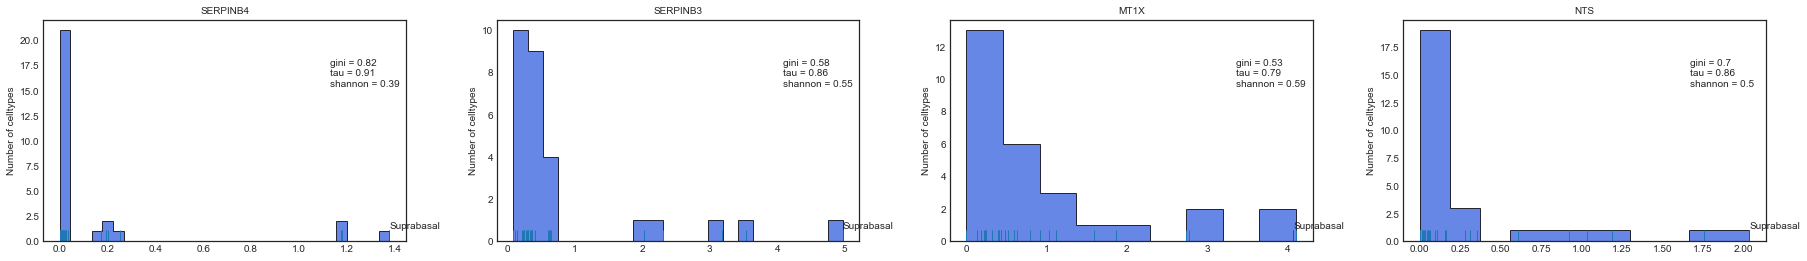 SERPINB4
gini = 0.82
tau = 0.91
shannon = 0.39
Number of celltypes
20.0
17.5
15.0
12.5
10.0
7.5
5.0
2.5
0.0
Suprabasal
0.0 0.2 0.4 0.6 0.8 1.0 1.2 1.4
SERPINB3
gini = 0.58
tau = 0.86
shannon = 0.55
Number of celltypes
10
8
6
4
2
0
Suprabasal
0 1 2 3 4 5
MT1X
gini = 0.53
tau = 0.79
shannon = 0.59
Number of celltypes
12
10
8
6
4
2
0
Suprabasal
0 1 2 3 4
NTS
gini = 0.7
tau = 0.86
shannon = 0.5
Number of celltypes
17.5
15.0
12.5
10.0
7.5
5.0
2.5
0.0
Suprabasal
0.00 0.25 0.50 0.75 1.00 1.25 1.50 1.75 2.00